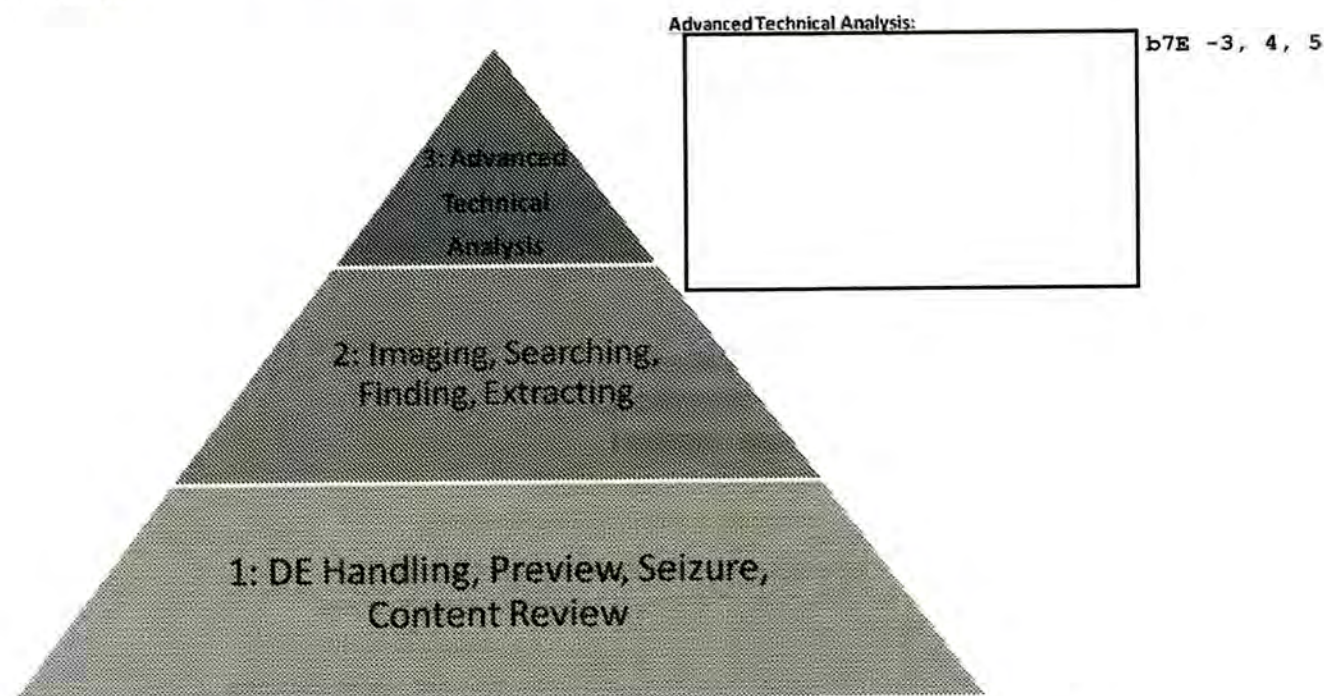 Advanced Technical Analysis:
b7E -3, 4, 5
3: Advanced
Technical
Analysis
2: Imaging, Searching,
Finding, Extracting
1: DE Handling, Preview, Seizure,
Content Review